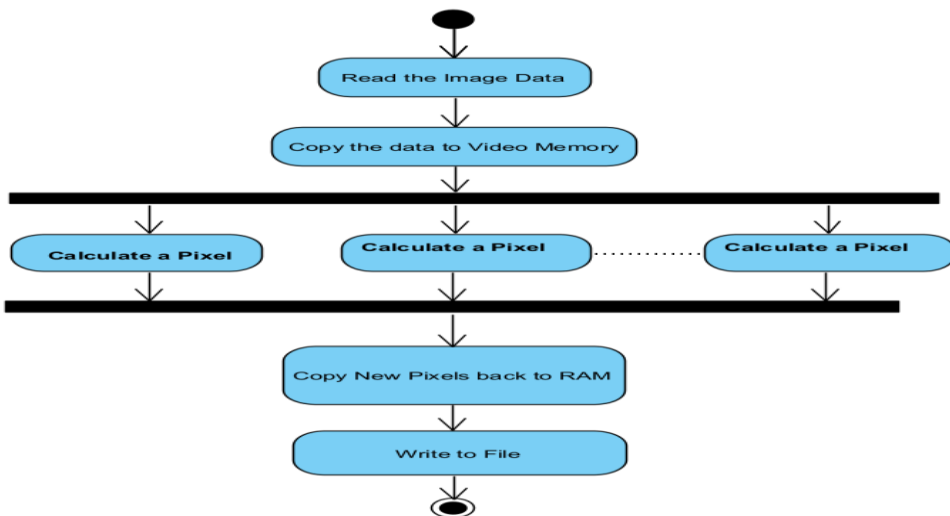 Read the Image Data
Copy the data to Video Memory
Calculate a Pixel
Calculate a Pixel
Calculate a Pixel
Copy New Pixels back to RAM
Write to File